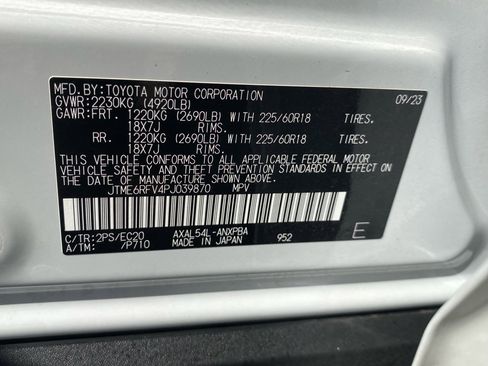 MFD. BY: TOYOTA MOTOR CORPORATION 09/23
GVWR: 2230KG (4920LB)
GAWR: FRT. 1220KG (2690LB) WITH 225/60R18 TIRES.
18X7J RIMS.
RR. 1220KG (2690LB) WITH 225/60R18 TIRES.
18X7J RIMS.
THIS VEHICLE CONFORMS TO ALL APPLICABLE FEDERAL MOTOR
VEHICLE SAFETY AND THEFT PREVENTION STANDARDS IN EFFECT ON
THE DATE OF MANUFACTURE SHOWN ABOVE.
JTME6RFV4PJ039870 MPV
C/TR: 2PS/EC20 AXAL54L-ANXPBA
A/TM: /P710 MADE IN JAPAN 952 E